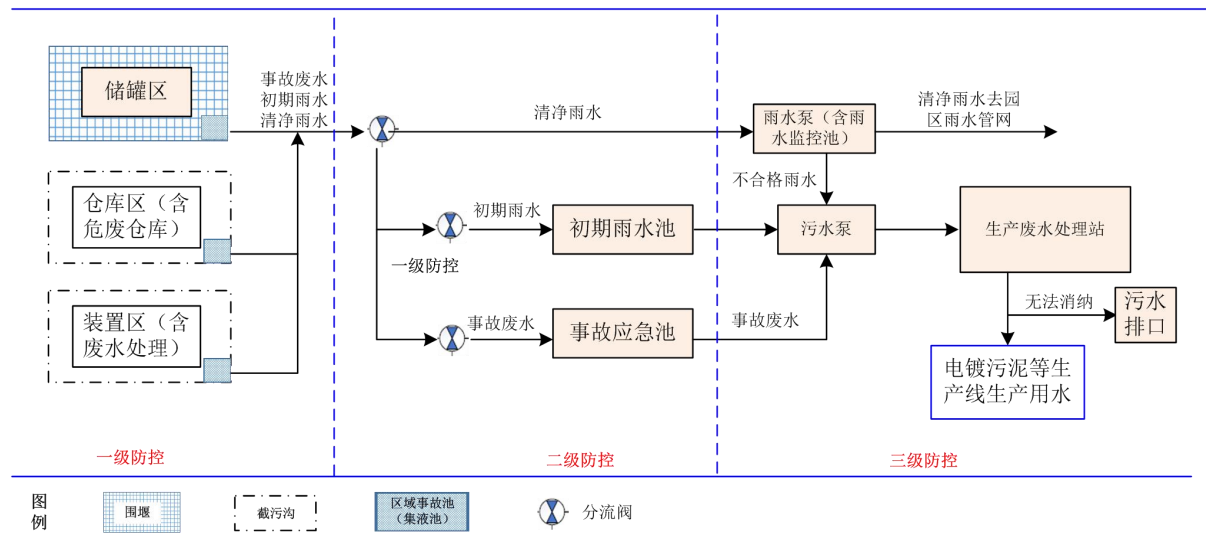 储罐区
事故废水
初期雨水
清净雨水
清净雨水
雨水泵（含雨
水监控池）
清净雨水去园
区雨水管网
不合格雨水
仓库区（含
危废仓库）
初期雨水
初期雨水池
污水泵
生产废水处理站
一级防控
装置区（含
废水处理）
事故废水
事故应急池
事故废水
无法消纳
污水
排口
电镀污泥等生
产线生产用水
一级防控
二级防控
三级防控
图
例
围堰
截污沟
区域事故池
（集液池）
分流阀